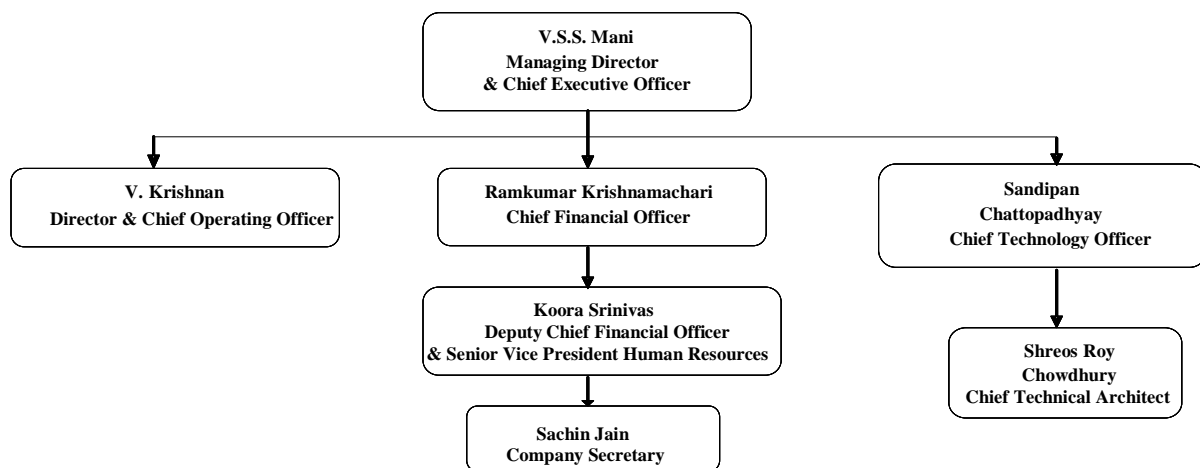 V.S.S. Mani
Managing Director
& Chief Executive Officer
V. Krishnan
Director & Chief Operating Officer
Ramkumar Krishnamachari
Chief Financial Officer
Sandipan
Chattopadhyay
Chief Technology Officer
Koora Srinivas
Deputy Chief Financial Officer
& Senior Vice President Human Resources
Shreos Roy
Chowdhury
Chief Technical Architect
Sachin Jain
Company Secretary